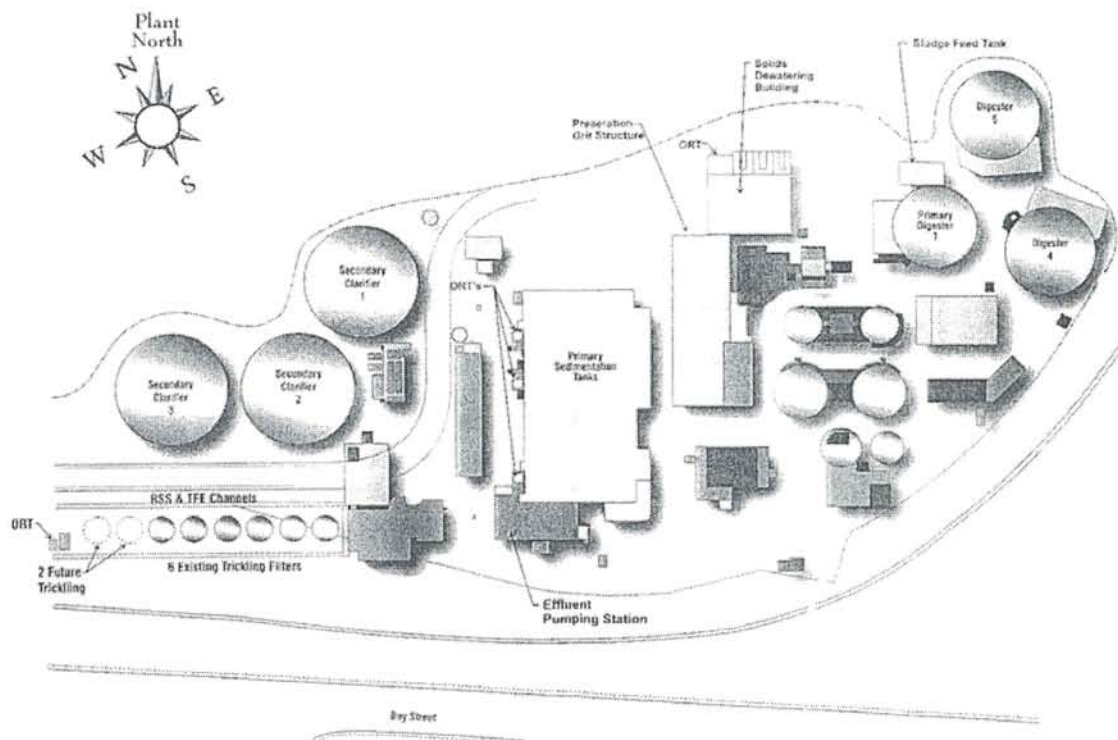 Plant
North
N
E
W
S
Sludge Feed Tank
Solids
Dewatering
Building
Digester
5
Preparation
Grit Structure
ORT
Primary
Digester
1
Digester
4
Secondary
Clarifier
1
ORT's
Primary
Sedimentation
Tanks
Secondary
Clarifier
3
Secondary
Clarifier
2
RSS & TFE Channels
ORT
2 Future
Trickling
6 Existing Trickling Filters
Effluent
Pumping Station
Bay Street